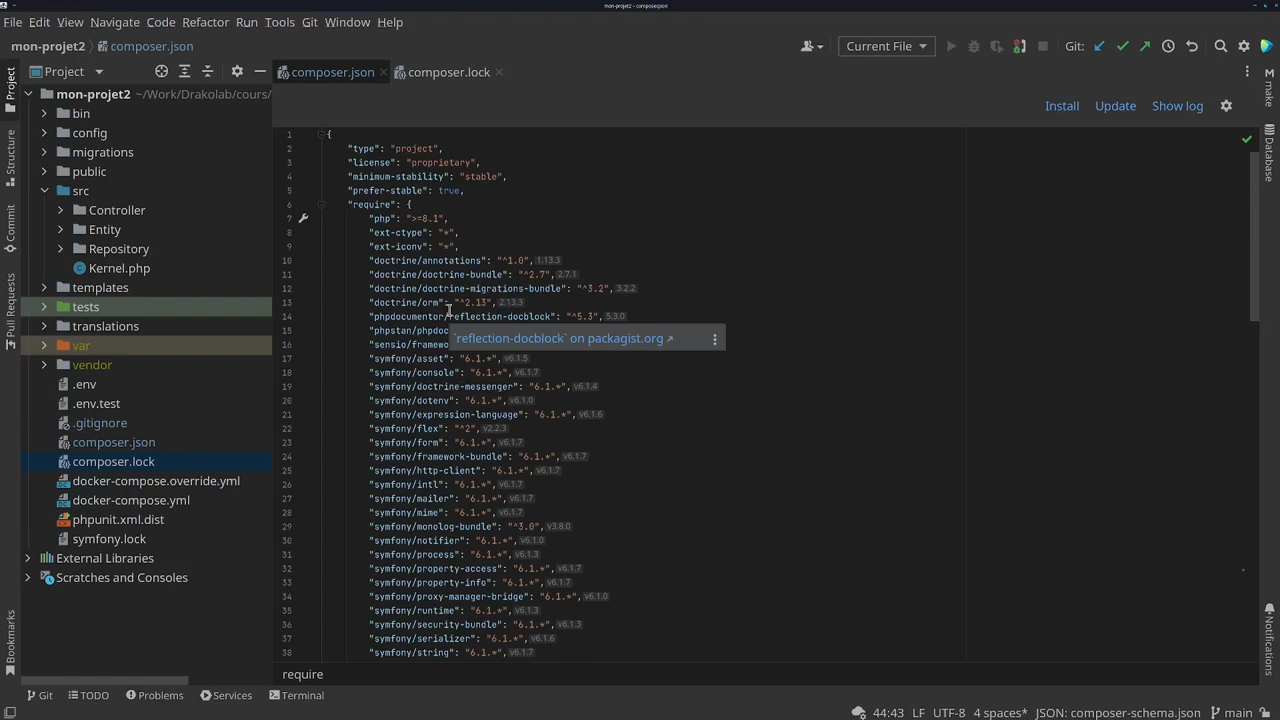 mon-projet2 – composer.json
File Edit View Navigate Code Refactor Run Tools Git Window Help
mon-projet2 composer.json Current File Git:
Project composer.json composer.lock
mon-projet2 ~/Work/Drakolab/cours/
Install Update Show log
bin
config
migrations
public
src
Controller
Entity
Repository
Kernel.php
templates
tests
translations
var
vendor
.env
.env.test
.gitignore
composer.json
composer.lock
docker-compose.override.yml
docker-compose.yml
phpunit.xml.dist
symfony.lock
External Libraries
Scratches and Consoles
Project
Structure
Commit
Pull Requests
Bookmarks
1 {
2 "type": "project",
3 "license": "proprietary",
4 "minimum-stability": "stable",
5 "prefer-stable": true,
6 "require": {
7 "php": ">=8.1",
8 "ext-ctype": "*",
9 "ext-iconv": "*",
10 "doctrine/annotations": "^1.0", 1.13.3
11 "doctrine/doctrine-bundle": "^2.7", 2.7.1
12 "doctrine/doctrine-migrations-bundle": "^3.2", 3.2.2
13 "doctrine/orm": "^2.13", 2.13.3
14 "phpdocumentor/reflection-docblock": "^5.3", 5.3.0
15 "phpstan/phpdoc
16 "sensio/framewo
`reflection-docblock` on packagist.org
17 "symfony/asset": "6.1.*", v6.1.5
18 "symfony/console": "6.1.*", v6.1.7
19 "symfony/doctrine-messenger": "6.1.*", v6.1.4
20 "symfony/dotenv": "6.1.*", v6.1.0
21 "symfony/expression-language": "6.1.*", v6.1.6
22 "symfony/flex": "^2", v2.2.3
23 "symfony/form": "6.1.*", v6.1.7
24 "symfony/framework-bundle": "6.1.*", v6.1.7
25 "symfony/http-client": "6.1.*", v6.1.7
26 "symfony/intl": "6.1.*", v6.1.7
27 "symfony/mailer": "6.1.*", v6.1.7
28 "symfony/mime": "6.1.*", v6.1.7
29 "symfony/monolog-bundle": "^3.0", v3.8.0
30 "symfony/notifier": "6.1.*", v6.1.0
31 "symfony/process": "6.1.*", v6.1.3
32 "symfony/property-access": "6.1.*", v6.1.7
33 "symfony/property-info": "6.1.*", v6.1.7
34 "symfony/proxy-manager-bridge": "6.1.*", v6.1.0
35 "symfony/runtime": "6.1.*", v6.1.3
36 "symfony/security-bundle": "6.1.*", v6.1.3
37 "symfony/serializer": "6.1.*", v6.1.6
38 "symfony/string": "6.1.*", v6.1.7
require
make
Database
Notifications
Git TODO Problems Services Terminal
44:43 LF UTF-8 4 spaces* JSON: composer-schema.json main